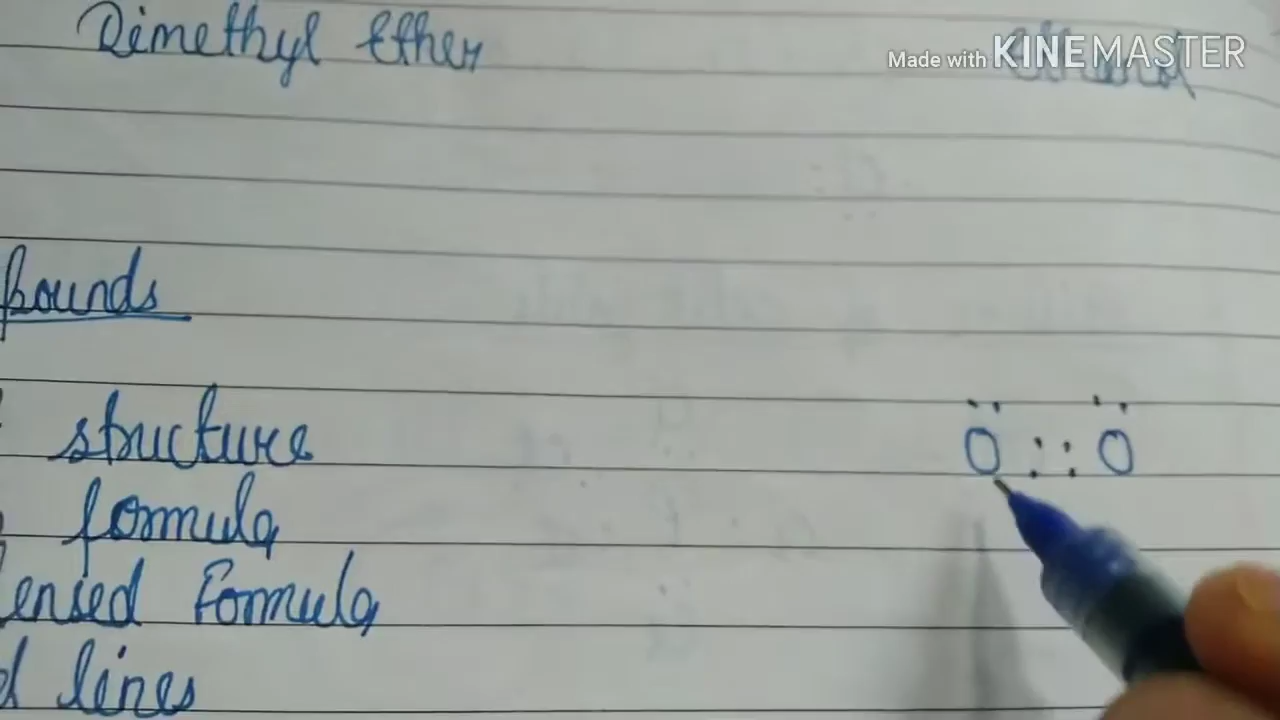 Dimethyl Ether
Made with KINEMASTER
pounds
structure
O :: O
formula
ensed Formula
d lines